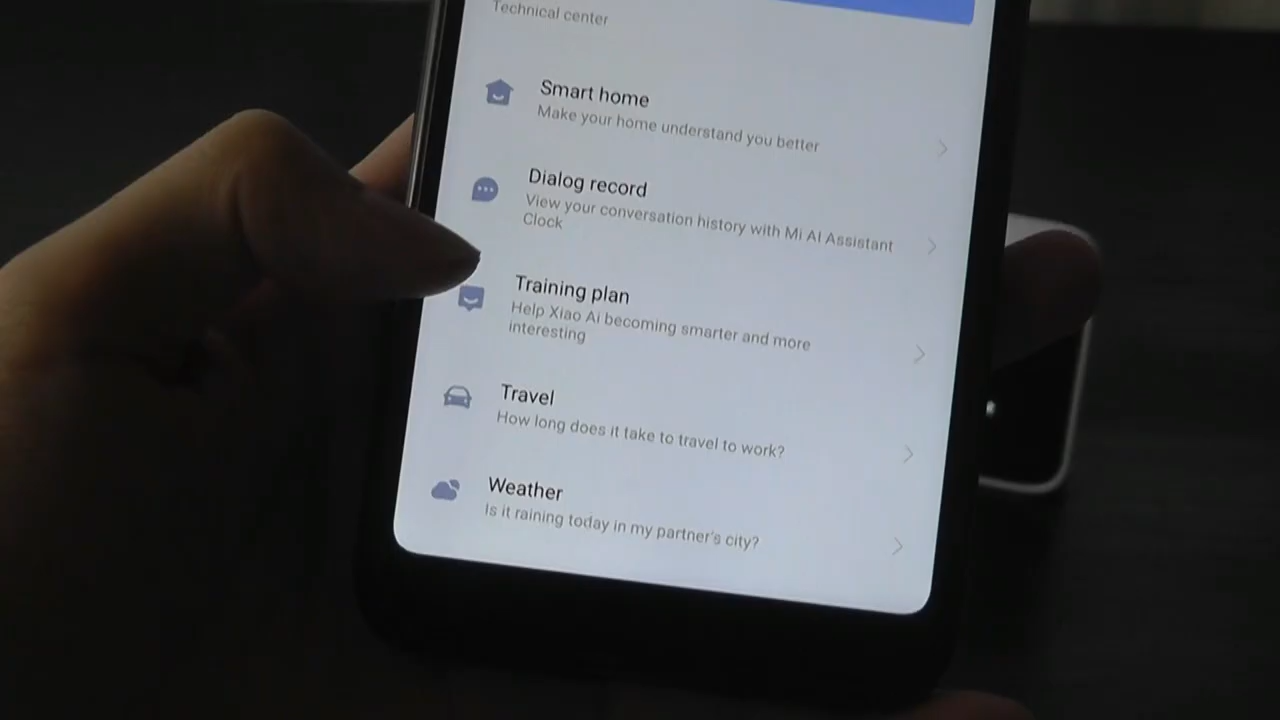 Technical center
Smart home
Make your home understand you better
Dialog record
View your conversation history with Mi AI Assistant
Clock
Training plan
Help Xiao Ai becoming smarter and more
interesting
Travel
How long does it take to travel to work?
Weather
Is it raining today in my partner's city?